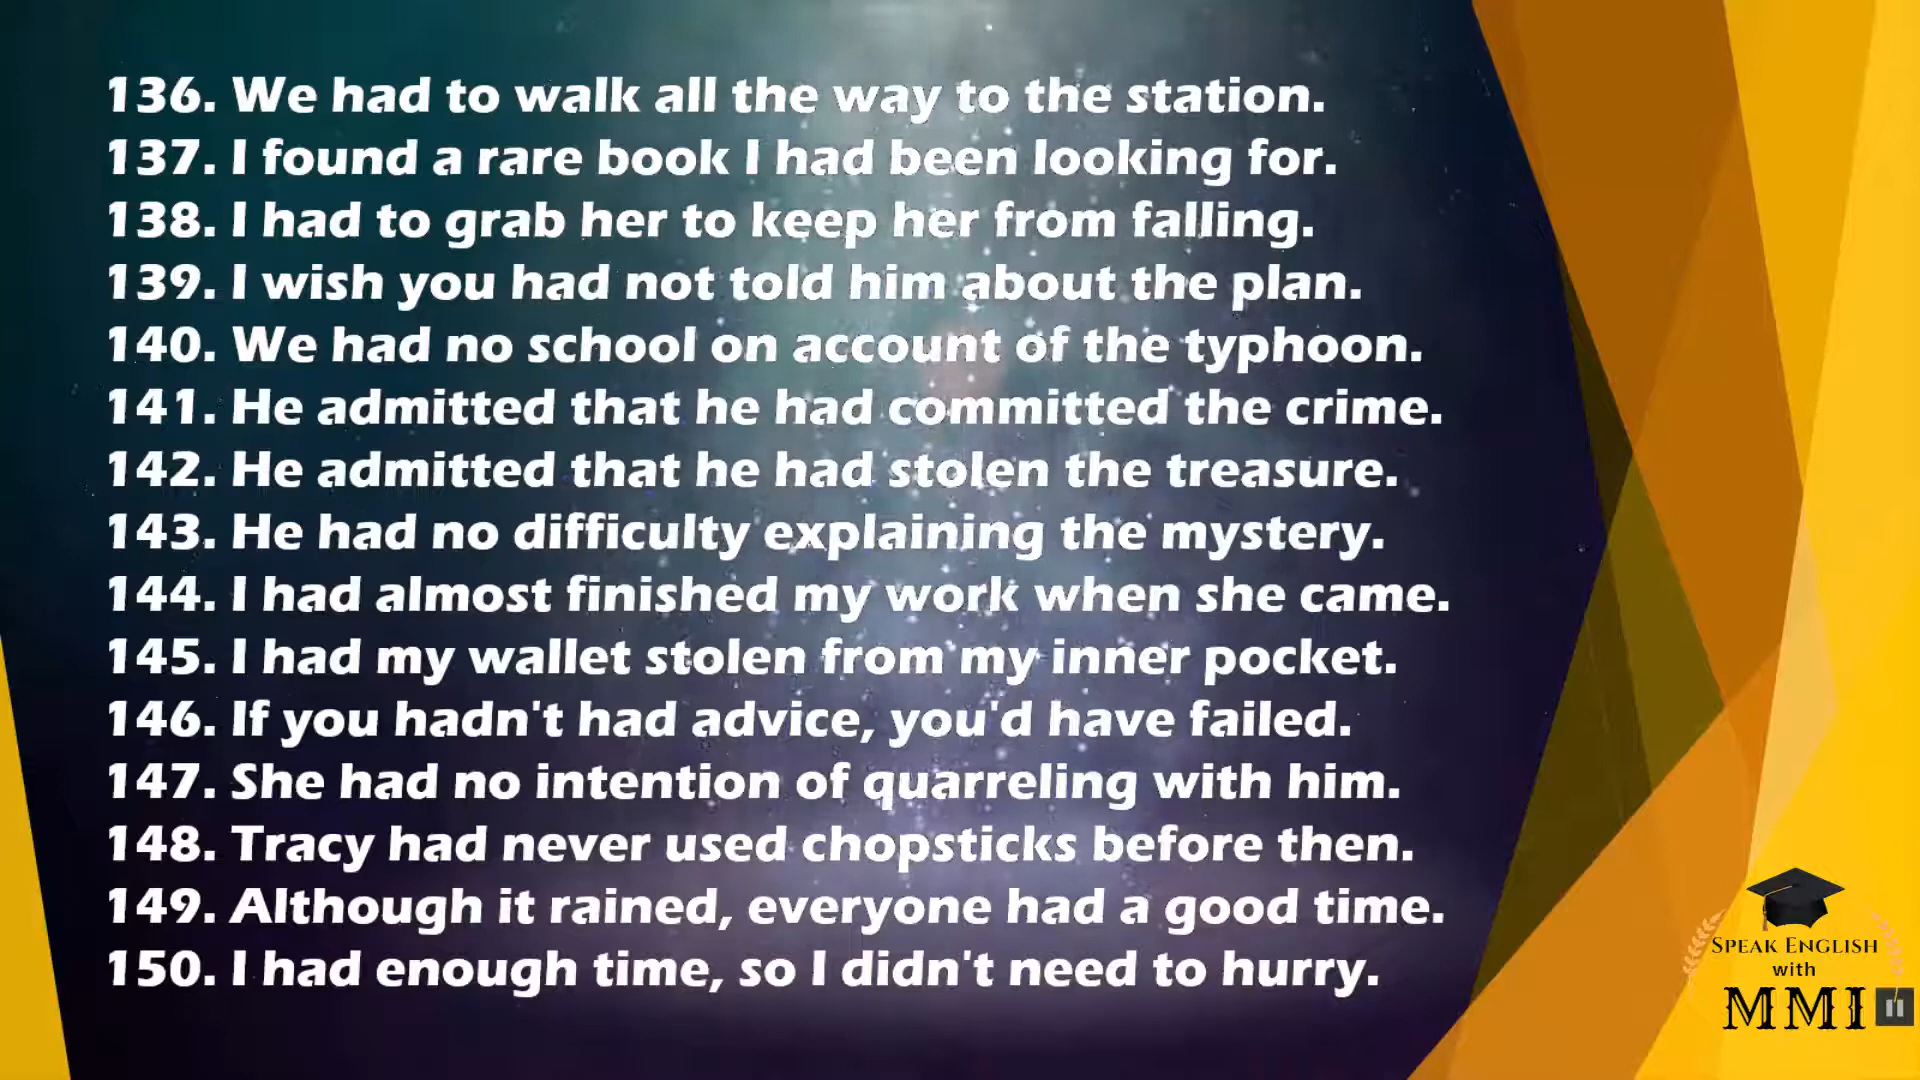 136. We had to walk all the way to the station.
137. I found a rare book I had been looking for.
138. I had to grab her to keep her from falling.
139. I wish you had not told him about the plan.
140. We had no school on account of the typhoon.
141. He admitted that he had committed the crime.
142. He admitted that he had stolen the treasure.
143. He had no difficulty explaining the mystery.
144. I had almost finished my work when she came.
145. I had my wallet stolen from my inner pocket.
146. If you hadn't had advice, you'd have failed.
147. She had no intention of quarreling with him.
148. Tracy had never used chopsticks before then.
149. Although it rained, everyone had a good time.
150. I had enough time, so I didn't need to hurry.
SPEAK ENGLISH
with
MMI